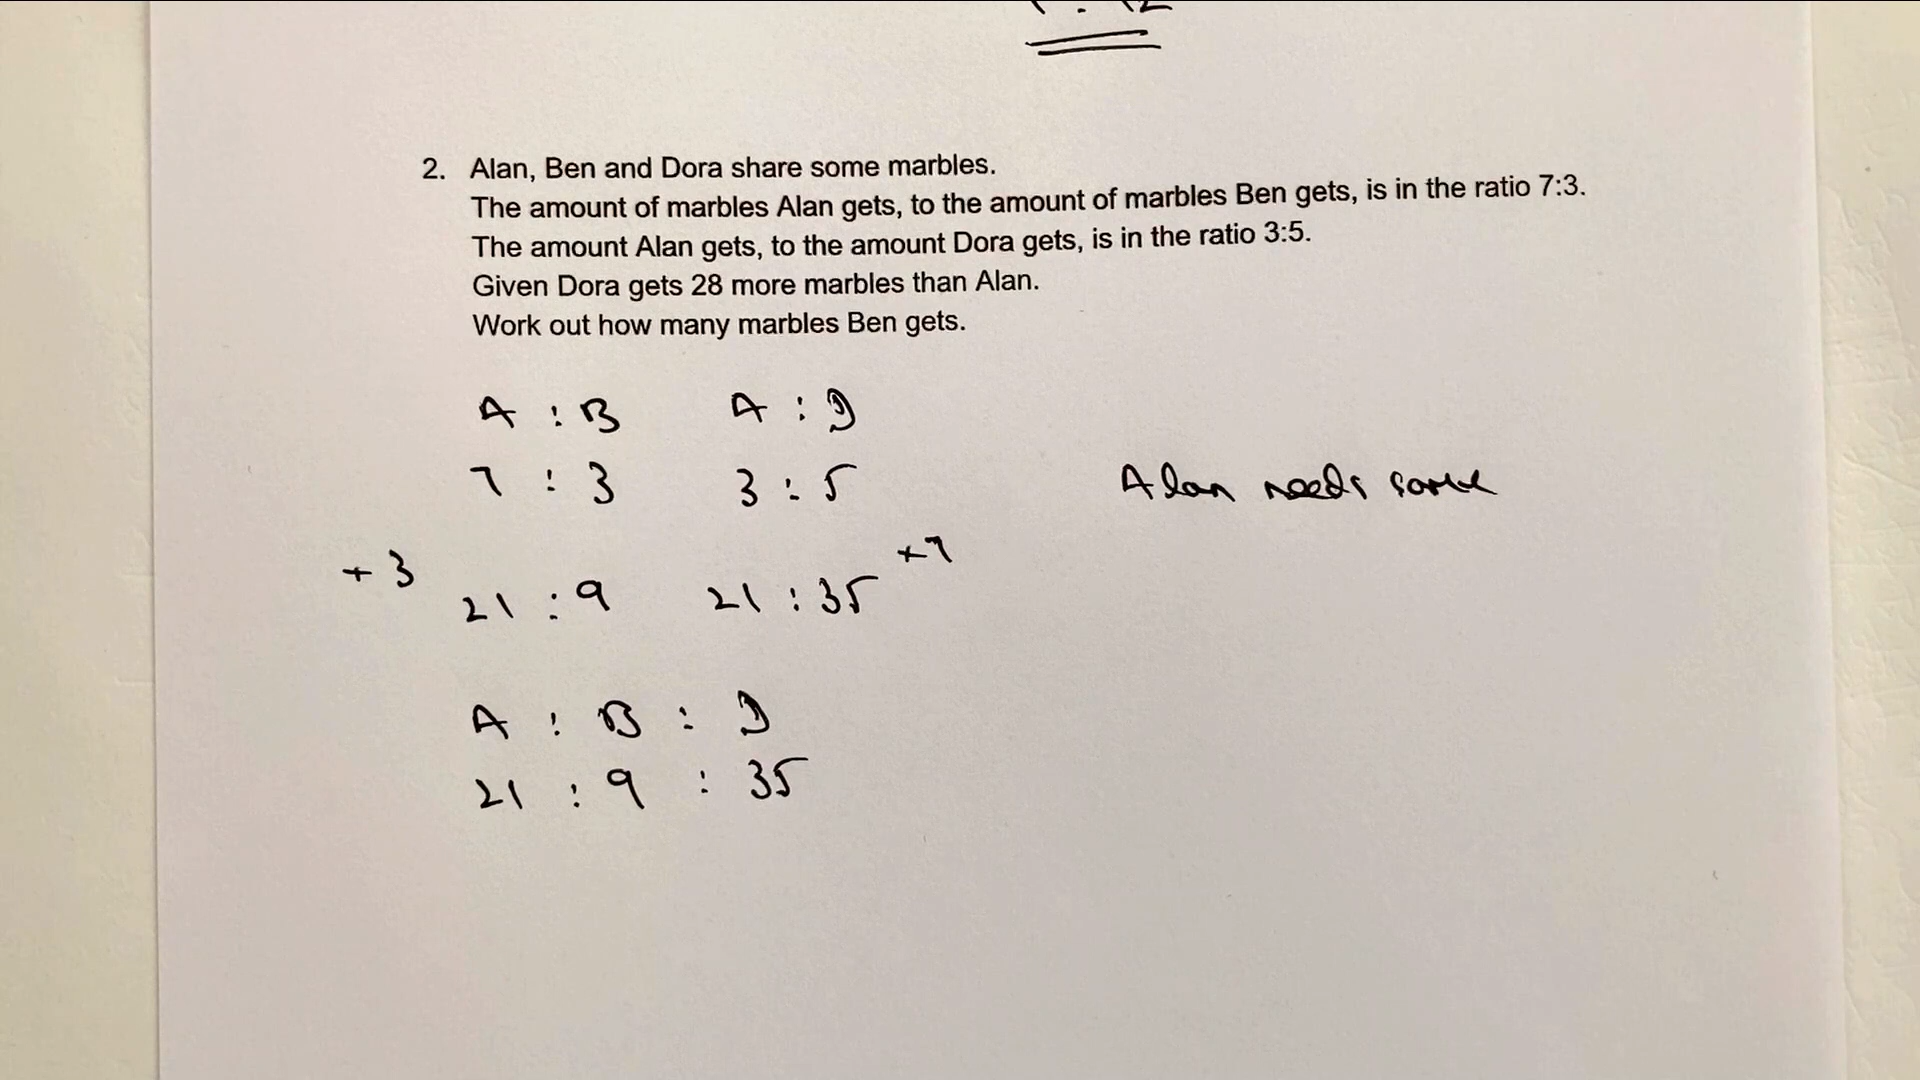 2. Alan, Ben and Dora share some marbles.
The amount of marbles Alan gets, to the amount of marbles Ben gets, is in the ratio 7:3.
The amount Alan gets, to the amount Dora gets, is in the ratio 3:5.
Given Dora gets 28 more marbles than Alan.
Work out how many marbles Ben gets.
A : B A : D
7 : 3 3 : 5 Alan needs same
×3 ×7
21 : 9 21 : 35
A : B : D
21 : 9 : 35